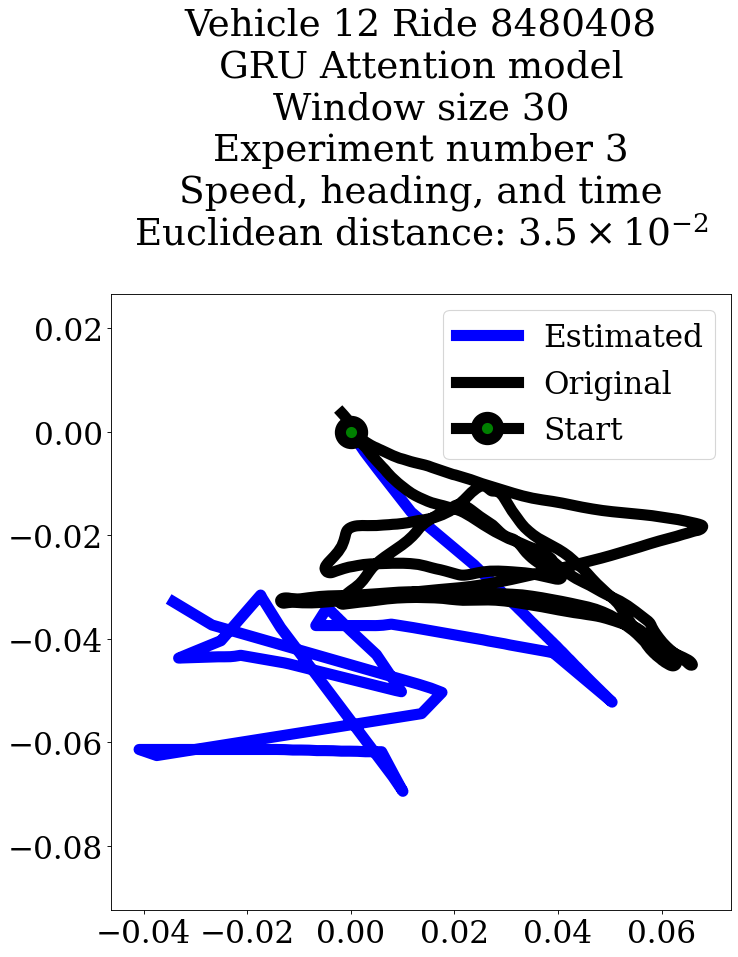 Vehicle 12 Ride 8480408
GRU Attention model
Window size 30
Experiment number 3
Speed, heading, and time
Euclidean distance: 3.5 × 10⁻²
Estimated
Original
Start
0.02
0.00
−0.02
−0.04
−0.06
−0.08
−0.04 −0.02 0.00 0.02 0.04 0.06